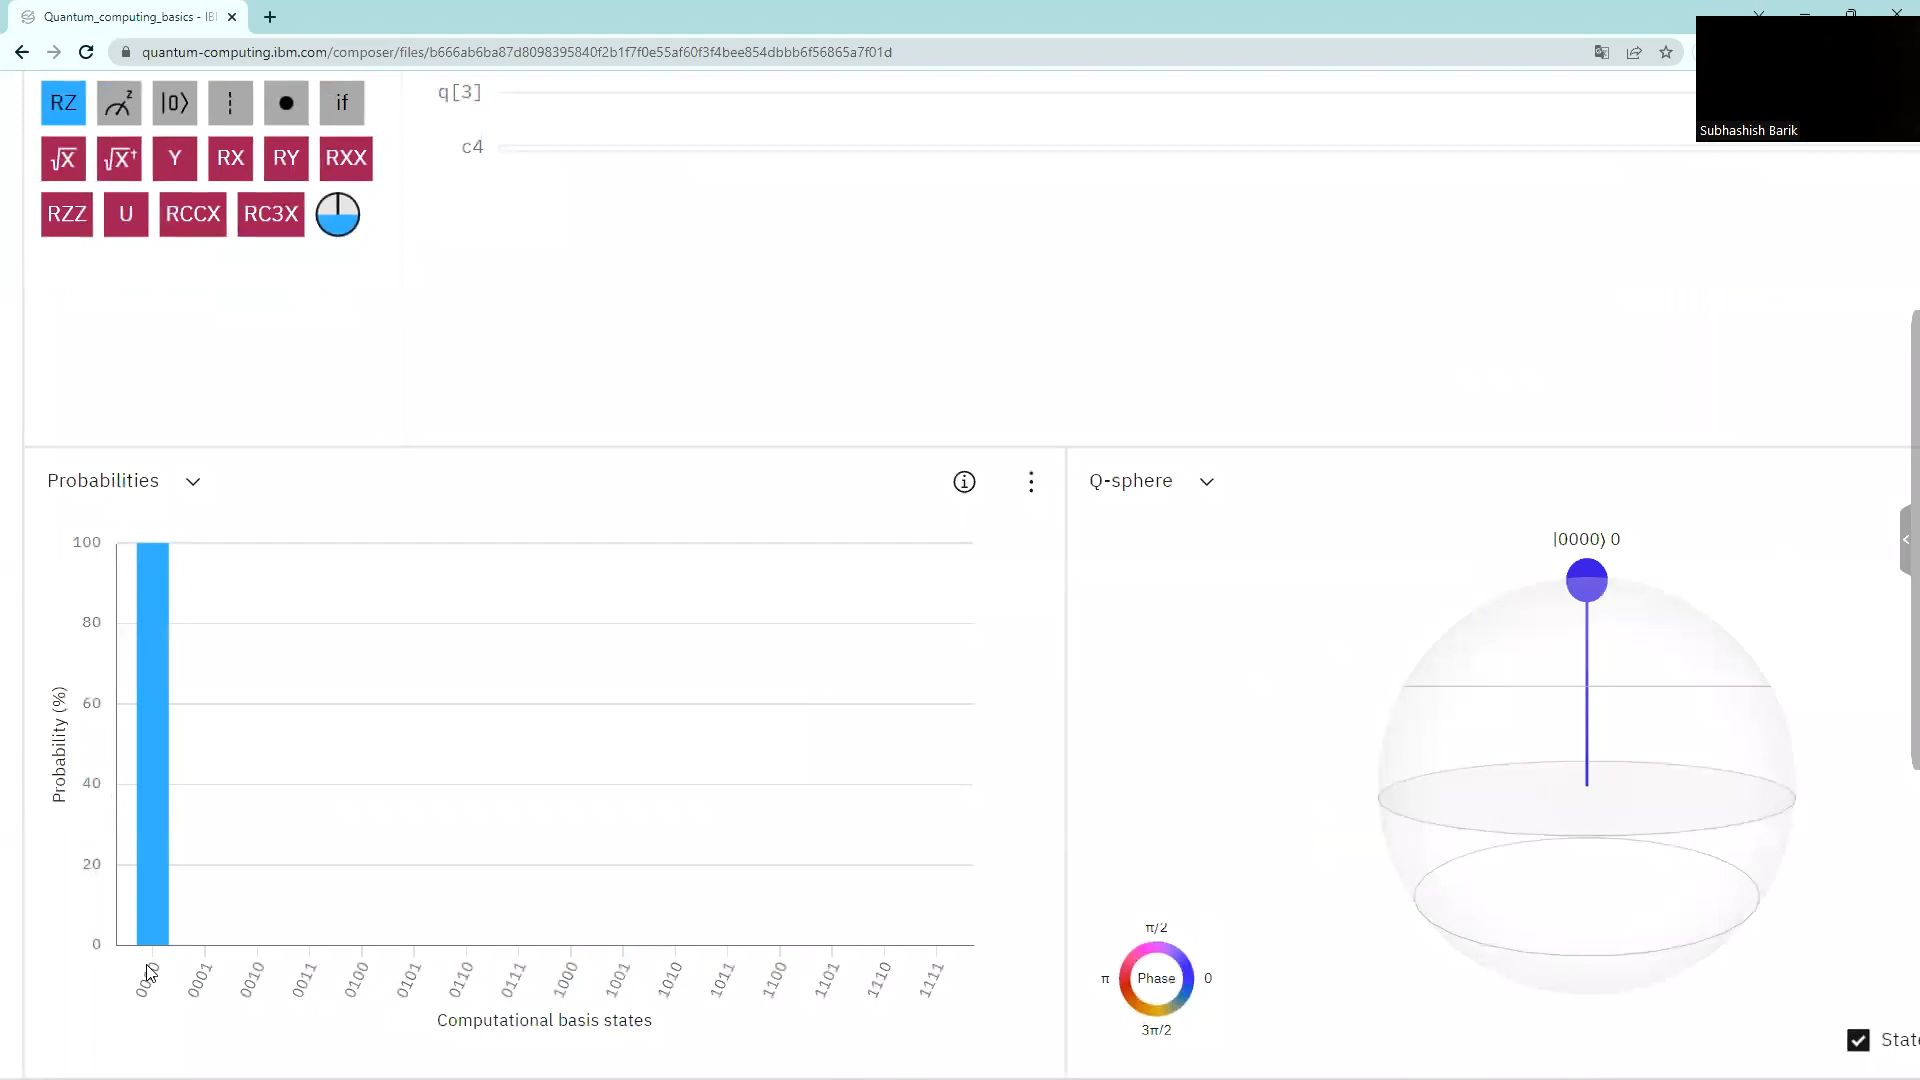 Quantum_computing_basics - IB
quantum-computing.ibm.com/composer/files/b666ab6ba87d8098395840f2b1f7f0e55af60f3f4bee854dbbb6f56865a7f01d
Subhashish Barik
RZ z |0⟩ if
√X √X† Y RX RY RXX
RZZ U RCCX RC3X
q[3]
c4
Probabilities
Q-sphere
|0000⟩ 0
Probability (%)
100
80
60
40
20
0
0000 0001 0010 0011 0100 0101 0110 0111 1000 1001 1010 1011 1100 1101 1110 1111
Computational basis states
π/2
π Phase 0
3π/2
State